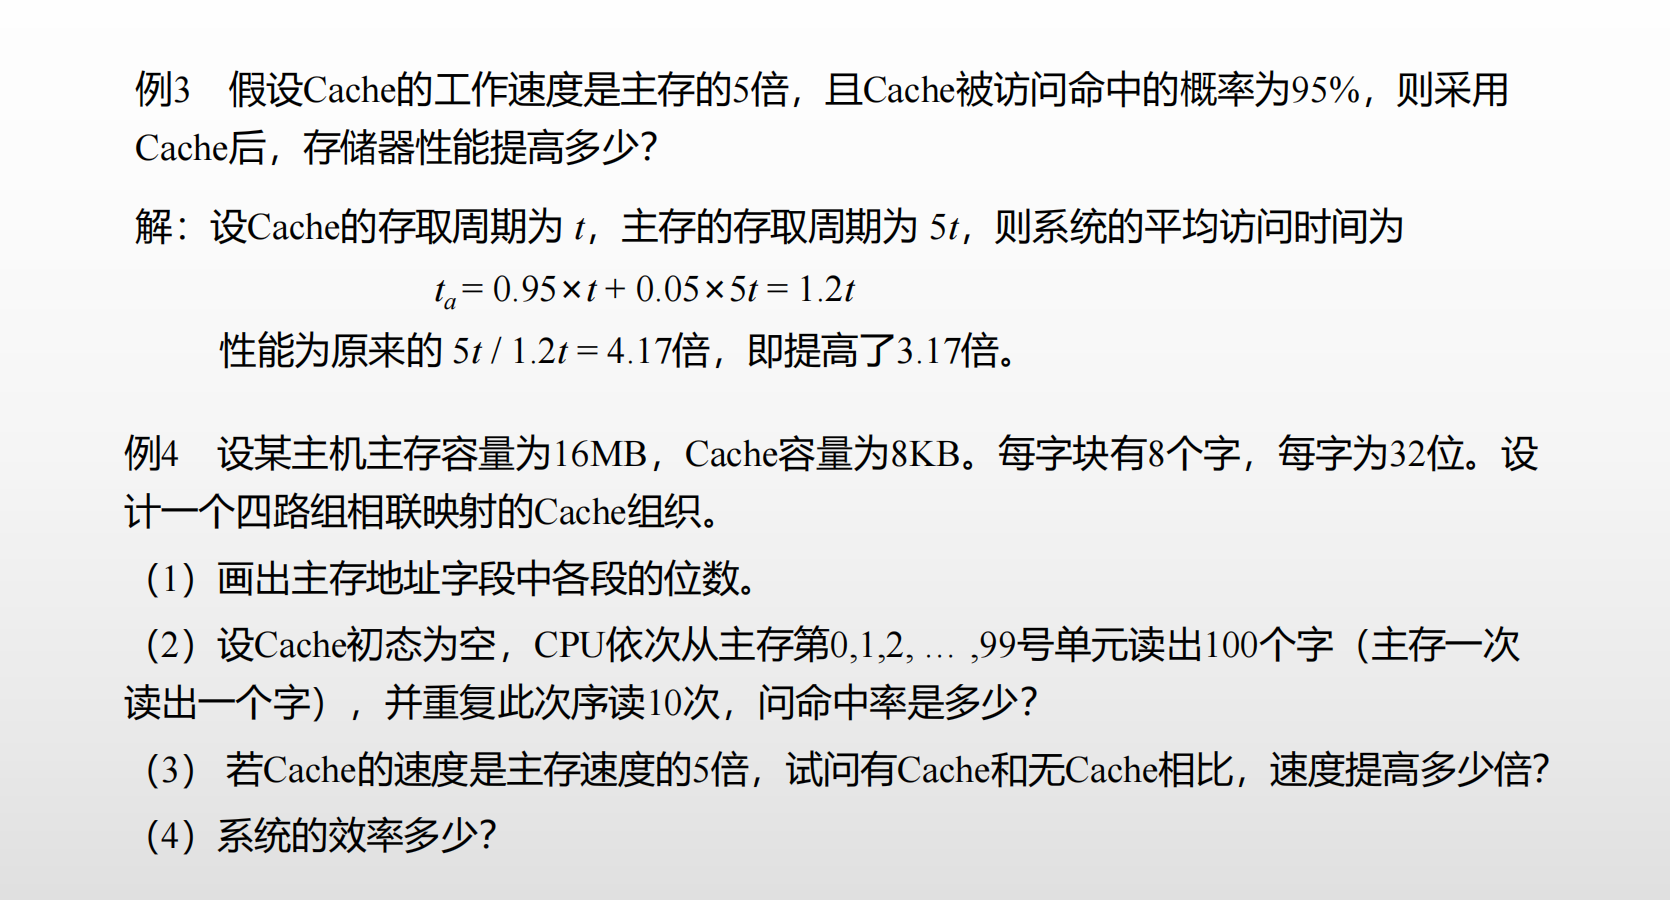 例3　假设Cache的工作速度是主存的5倍，且Cache被访问命中的概率为95%，则采用
Cache后，存储器性能提高多少？
解：设Cache的存取周期为 t，主存的存取周期为 5t，则系统的平均访问时间为
ta = 0.95×t + 0.05×5t = 1.2t
性能为原来的 5t / 1.2t = 4.17倍，即提高了3.17倍。
例4　设某主机主存容量为16MB，Cache容量为8KB。每字块有8个字，每字为32位。设
计一个四路组相联映射的Cache组织。
（1）画出主存地址字段中各段的位数。
（2）设Cache初态为空，CPU依次从主存第0,1,2, … ,99号单元读出100个字（主存一次
读出一个字），并重复此次序读10次，问命中率是多少？
（3） 若Cache的速度是主存速度的5倍，试问有Cache和无Cache相比，速度提高多少倍？
（4）系统的效率多少？